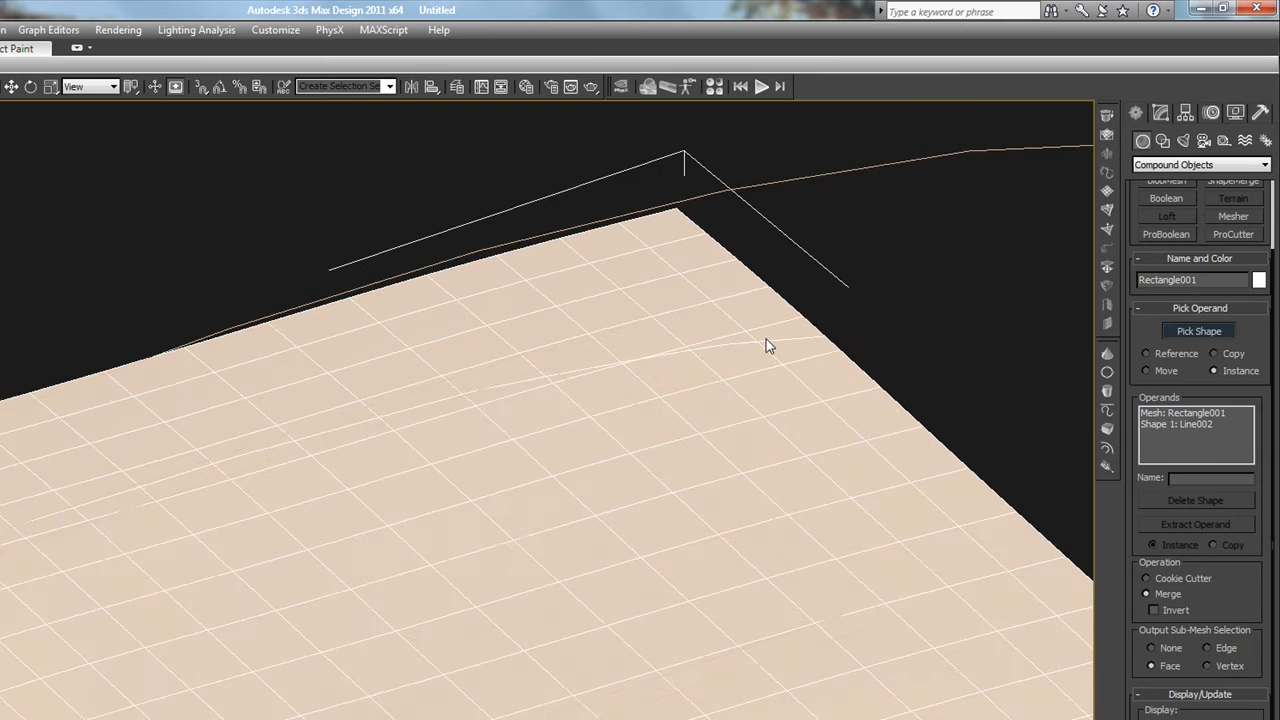 Autodesk 3ds Max Design 2011 x64 Untitled
Type a keyword or phrase
Graph Editors Rendering Lighting Analysis Customize PhysX MAXScript Help
ct Paint
View
Create Selection Se
Compound Objects
BlobMesh ShapeMerge
Boolean Terrain
Loft Mesher
ProBoolean ProCutter
- Name and Color
Rectangle001
- Pick Operand
Pick Shape
Reference Copy
Move Instance
Operands
Mesh: Rectangle001
Shape 1: Line002
Name:
Delete Shape
Extract Operand
Instance Copy
Operation
Cookie Cutter
Merge
Invert
Output Sub-Mesh Selection
None Edge
Face Vertex
- Display/Update
Display: